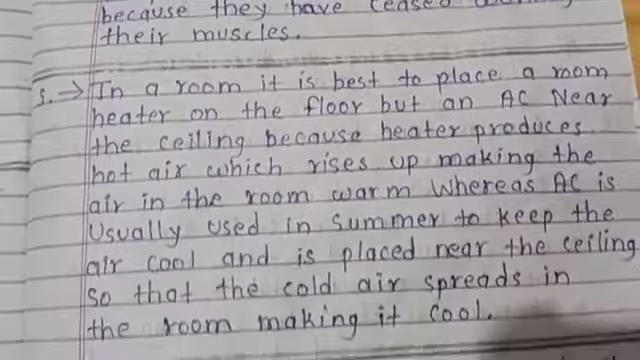 because they have ceased
their muscles.
5. → In a room it is best to place a room
heater on the floor but an AC Near
the ceiling because heater produces
hot air which rises up making the
air in the room warm Whereas AC is
Usually used in summer to keep the
air cool and is placed near the ceiling
so that the cold air spreads in
the room making it cool.